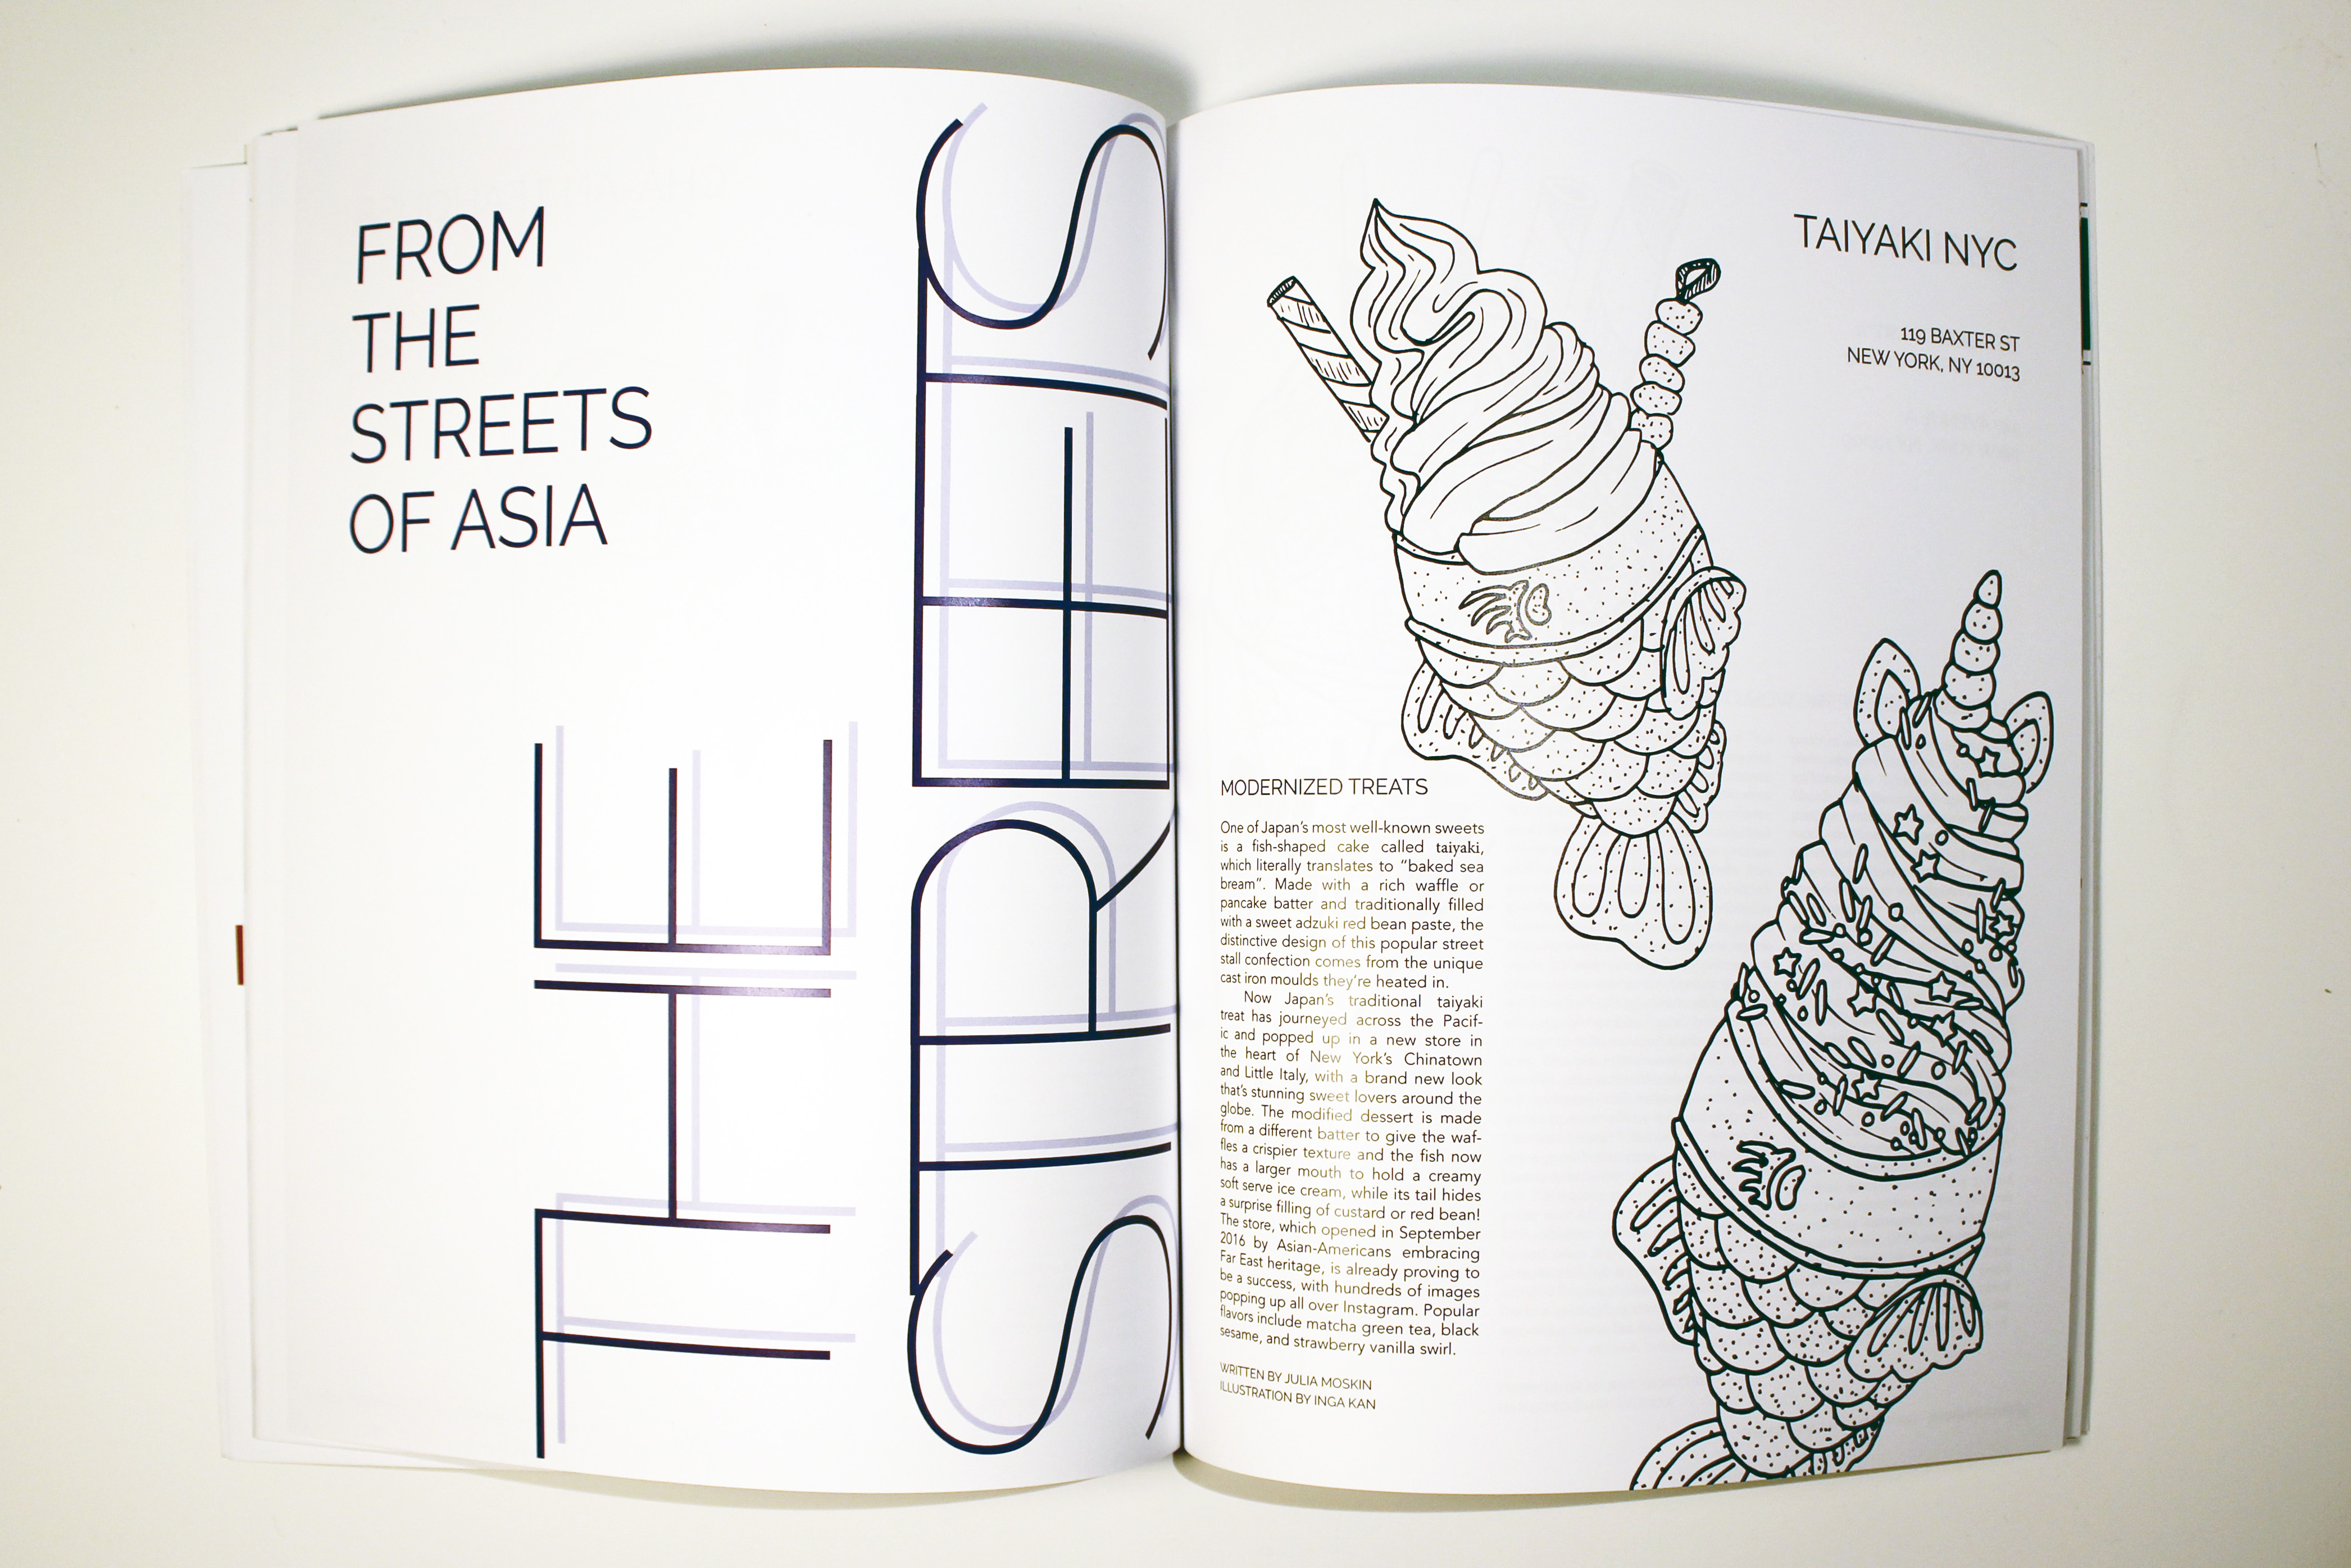 FROM
THE
STREETS
OF ASIA
THE
STREETS
TAIYAKI NYC
119 BAXTER ST
NEW YORK, NY 10013
MODERNIZED TREATS
One of Japan's most well-known sweets
is a fish-shaped cake called taiyaki,
which literally translates to "baked sea
bream". Made with a rich waffle or
pancake batter and traditionally filled
with a sweet adzuki red bean paste, the
distinctive design of this popular street
stall confection comes from the unique
cast iron moulds they're heated in.
Now Japan's traditional taiyaki
treat has journeyed across the Pacif-
ic and popped up in a new store in
the heart of New York's Chinatown
and Little Italy, with a brand new look
that's stunning sweet lovers around the
globe. The modified dessert is made
from a different batter to give the waf-
fles a crispier texture and the fish now
has a larger mouth to hold a creamy
soft serve ice cream, while its tail hides
a surprise filling of custard or red bean!
The store, which opened in September
2016 by Asian-Americans embracing
Far East heritage, is already proving to
be a success, with hundreds of images
popping up all over Instagram. Popular
flavors include matcha green tea, black
sesame, and strawberry vanilla swirl.
WRITTEN BY JULIA MOSKIN
ILLUSTRATION BY INGA KAN